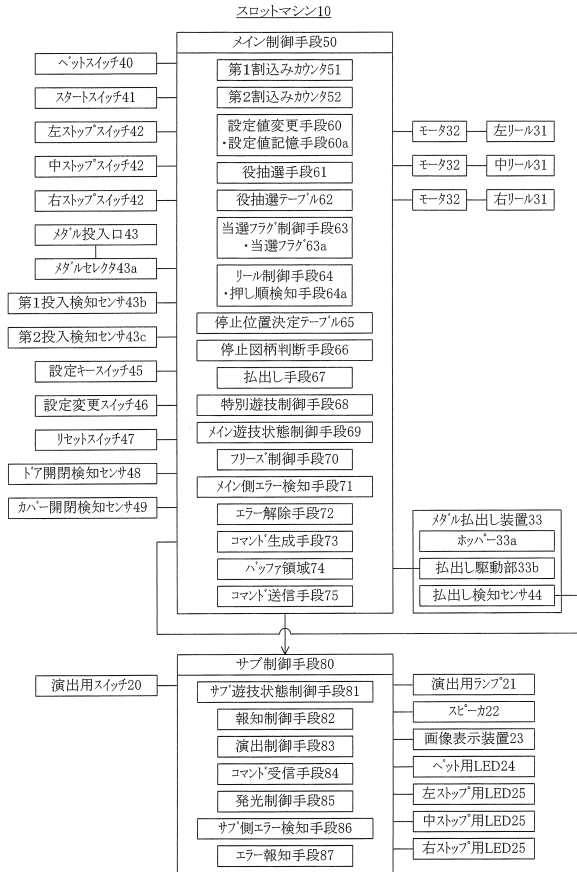 スロットマシン10
メイン制御手段50
ベットスイッチ40
スタートスイッチ41
左ストップスイッチ42
中ストップスイッチ42
右ストップスイッチ42
メダル投入口43
メダルセレクタ43a
第1投入検知センサ43b
第2投入検知センサ43c
設定キースイッチ45
設定変更スイッチ46
リセットスイッチ47
ドア開閉検知センサ48
カバー開閉検知センサ49
第1割込みカウンタ51
第2割込みカウンタ52
設定値変更手段60
・設定値記憶手段60a
役抽選手段61
役抽選テーブル62
当選フラグ制御手段63
・当選フラグ63a
リール制御手段64
・押し順検知手段64a
停止位置決定テーブル65
停止図柄判断手段66
払出し手段67
特別遊技制御手段68
メイン遊技状態制御手段69
フリーズ制御手段70
メイン側エラー検知手段71
エラー解除手段72
コマンド生成手段73
バッファ領域74
コマンド送信手段75
モータ32 左リール31
モータ32 中リール31
モータ32 右リール31
メダル払出し装置33
ホッパー33a
払出し駆動部33b
払出し検知センサ44
サブ制御手段80
演出用スイッチ20
サブ遊技状態制御手段81
報知制御手段82
演出制御手段83
コマンド受信手段84
発光制御手段85
サブ側エラー検知手段86
エラー報知手段87
演出用ランプ21
スピーカ22
画像表示装置23
ベット用LED24
左ストップ用LED25
中ストップ用LED25
右ストップ用LED25